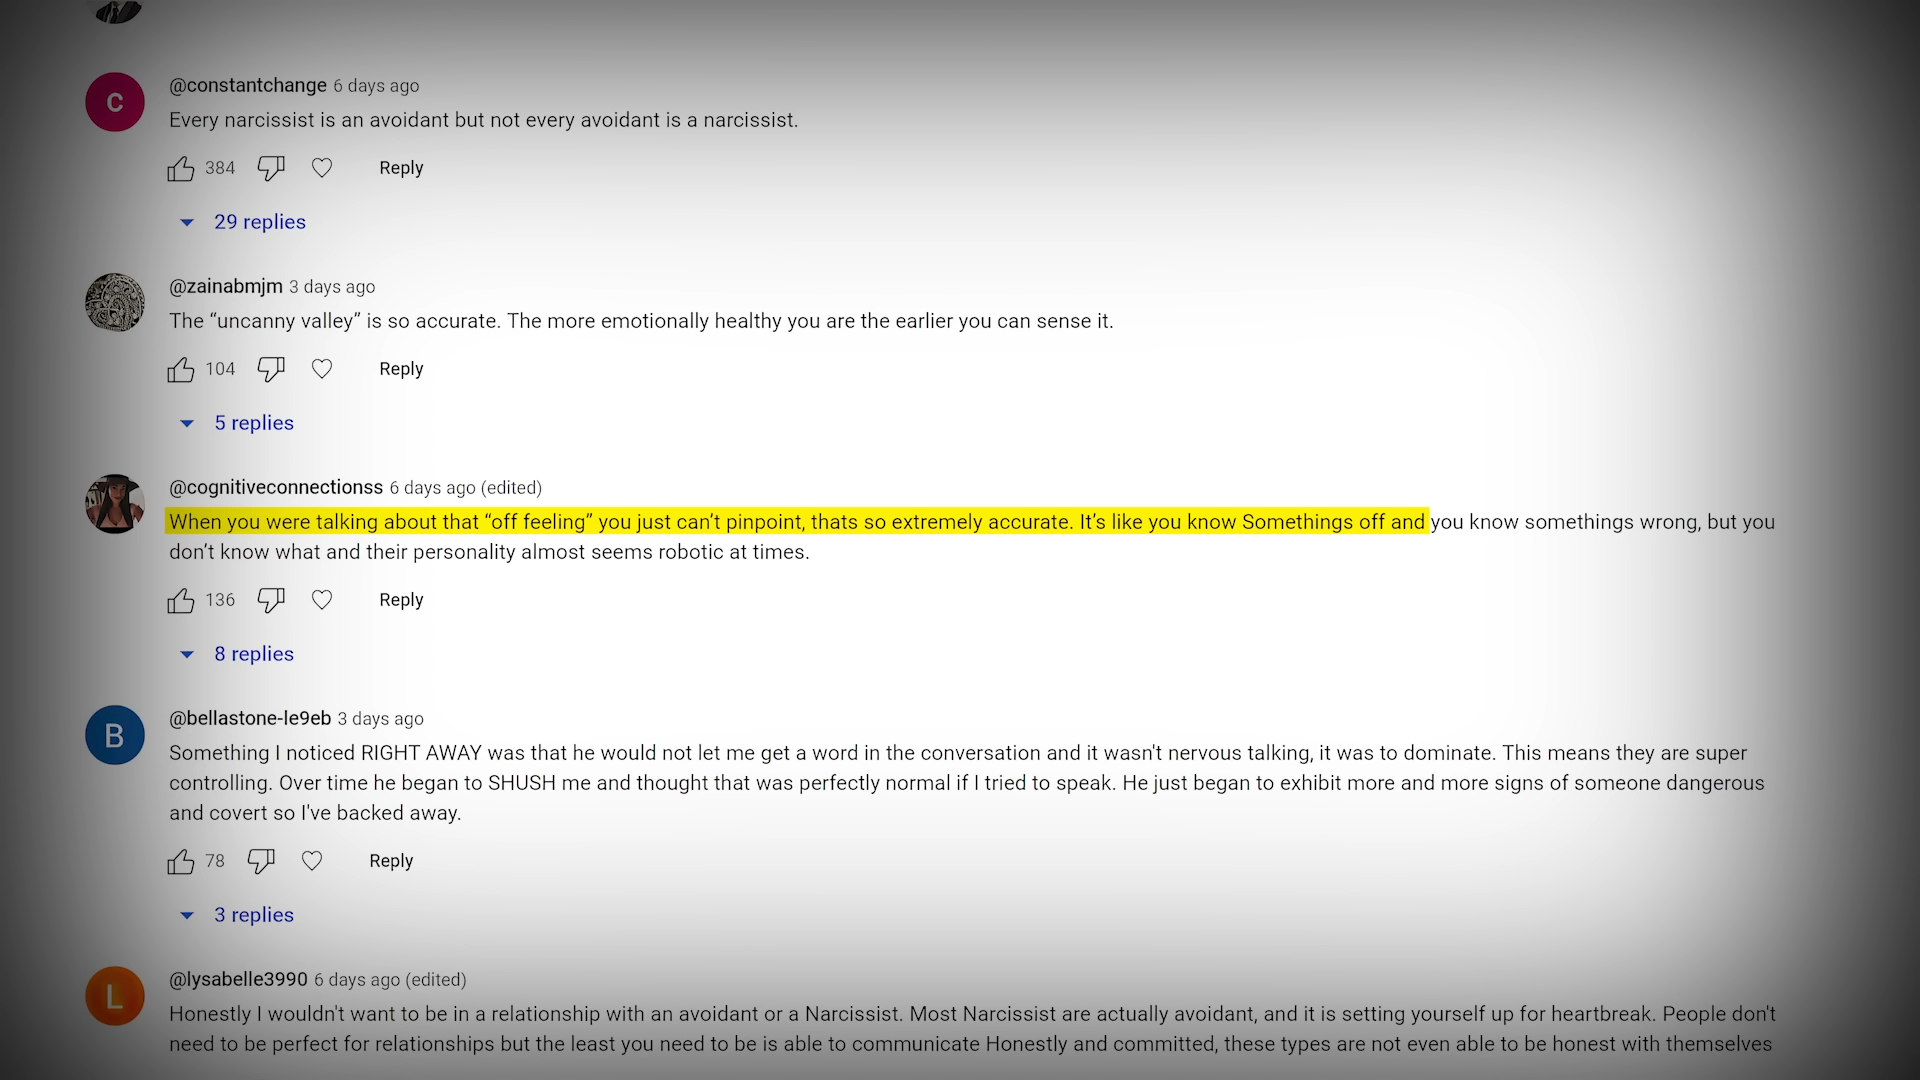 @constantchange 6 days ago
Every narcissist is an avoidant but not every avoidant is a narcissist.
384 Reply
29 replies
@zainabmjm 3 days ago
The “uncanny valley” is so accurate. The more emotionally healthy you are the earlier you can sense it.
104 Reply
5 replies
@cognitiveconnectionss 6 days ago (edited)
When you were talking about that “off feeling” you just can’t pinpoint, thats so extremely accurate. It’s like you know Somethings off and you know somethings wrong, but you
don’t know what and their personality almost seems robotic at times.
136 Reply
8 replies
B
@bellastone-le9eb 3 days ago
Something I noticed RIGHT AWAY was that he would not let me get a word in the conversation and it wasn't nervous talking, it was to dominate. This means they are super
controlling. Over time he began to SHUSH me and thought that was perfectly normal if I tried to speak. He just began to exhibit more and more signs of someone dangerous
and covert so I've backed away.
78 Reply
3 replies
L
@lysabelle3990 6 days ago (edited)
Honestly I wouldn't want to be in a relationship with an avoidant or a Narcissist. Most Narcissist are actually avoidant, and it is setting yourself up for heartbreak. People don't
need to be perfect for relationships but the least you need to be is able to communicate Honestly and committed, these types are not even able to be honest with themselves
C